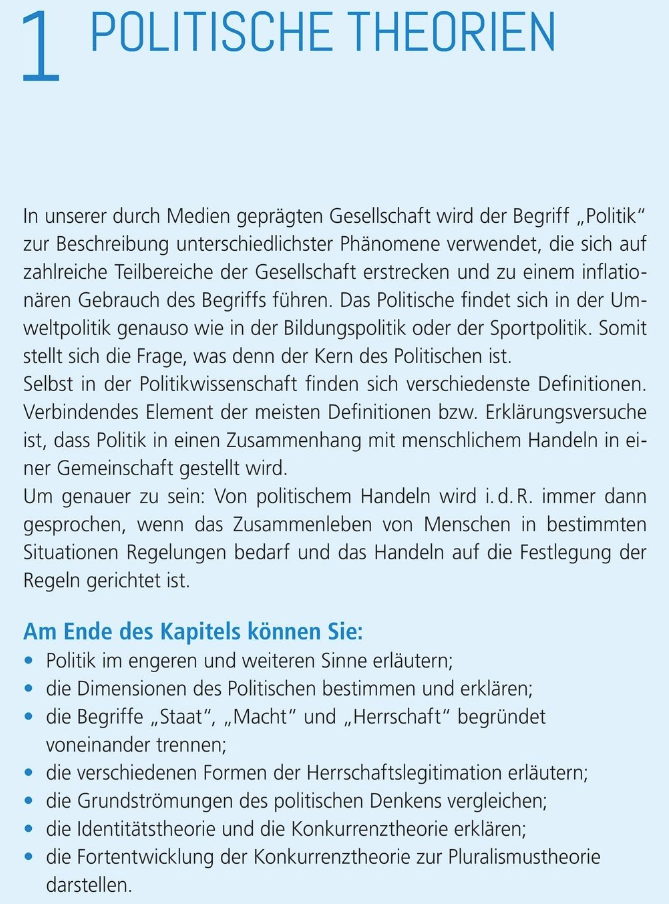 1 POLITISCHE THEORIEN
In unserer durch Medien geprägten Gesellschaft wird der Begriff „Politik“
zur Beschreibung unterschiedlichster Phänomene verwendet, die sich auf
zahlreiche Teilbereiche der Gesellschaft erstrecken und zu einem inflatio-
nären Gebrauch des Begriffs führen. Das Politische findet sich in der Um-
weltpolitik genauso wie in der Bildungspolitik oder der Sportpolitik. Somit
stellt sich die Frage, was denn der Kern des Politischen ist.
Selbst in der Politikwissenschaft finden sich verschiedenste Definitionen.
Verbindendes Element der meisten Definitionen bzw. Erklärungsversuche
ist, dass Politik in einen Zusammenhang mit menschlichem Handeln in ei-
ner Gemeinschaft gestellt wird.
Um genauer zu sein: Von politischem Handeln wird i. d. R. immer dann
gesprochen, wenn das Zusammenleben von Menschen in bestimmten
Situationen Regelungen bedarf und das Handeln auf die Festlegung der
Regeln gerichtet ist.
Am Ende des Kapitels können Sie:
• Politik im engeren und weiteren Sinne erläutern;
• die Dimensionen des Politischen bestimmen und erklären;
• die Begriffe „Staat“, „Macht“ und „Herrschaft“ begründet
voneinander trennen;
• die verschiedenen Formen der Herrschaftslegitimation erläutern;
• die Grundströmungen des politischen Denkens vergleichen;
• die Identitätstheorie und die Konkurrenztheorie erklären;
• die Fortentwicklung der Konkurrenztheorie zur Pluralismustheorie
darstellen.